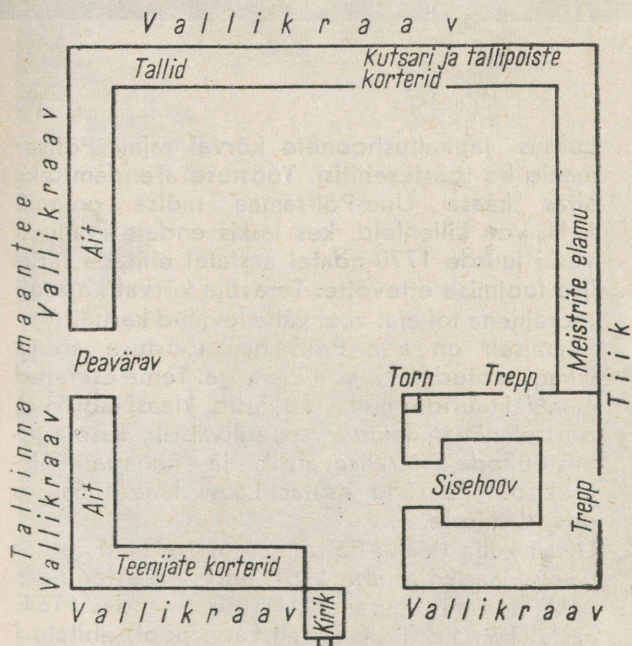 Vallikraav
Tallid
Kutsari ja tallipoiste
korterid
Tallinna maanteele
Vallikraav
Ait
Meistrite elamu
Tiik
Peavärav
Torn
Trepp
Vallikraav
Ait
Sisehoov
Trepp
Teenijate korterid
Vallikraav
Kirik
Vallikraav